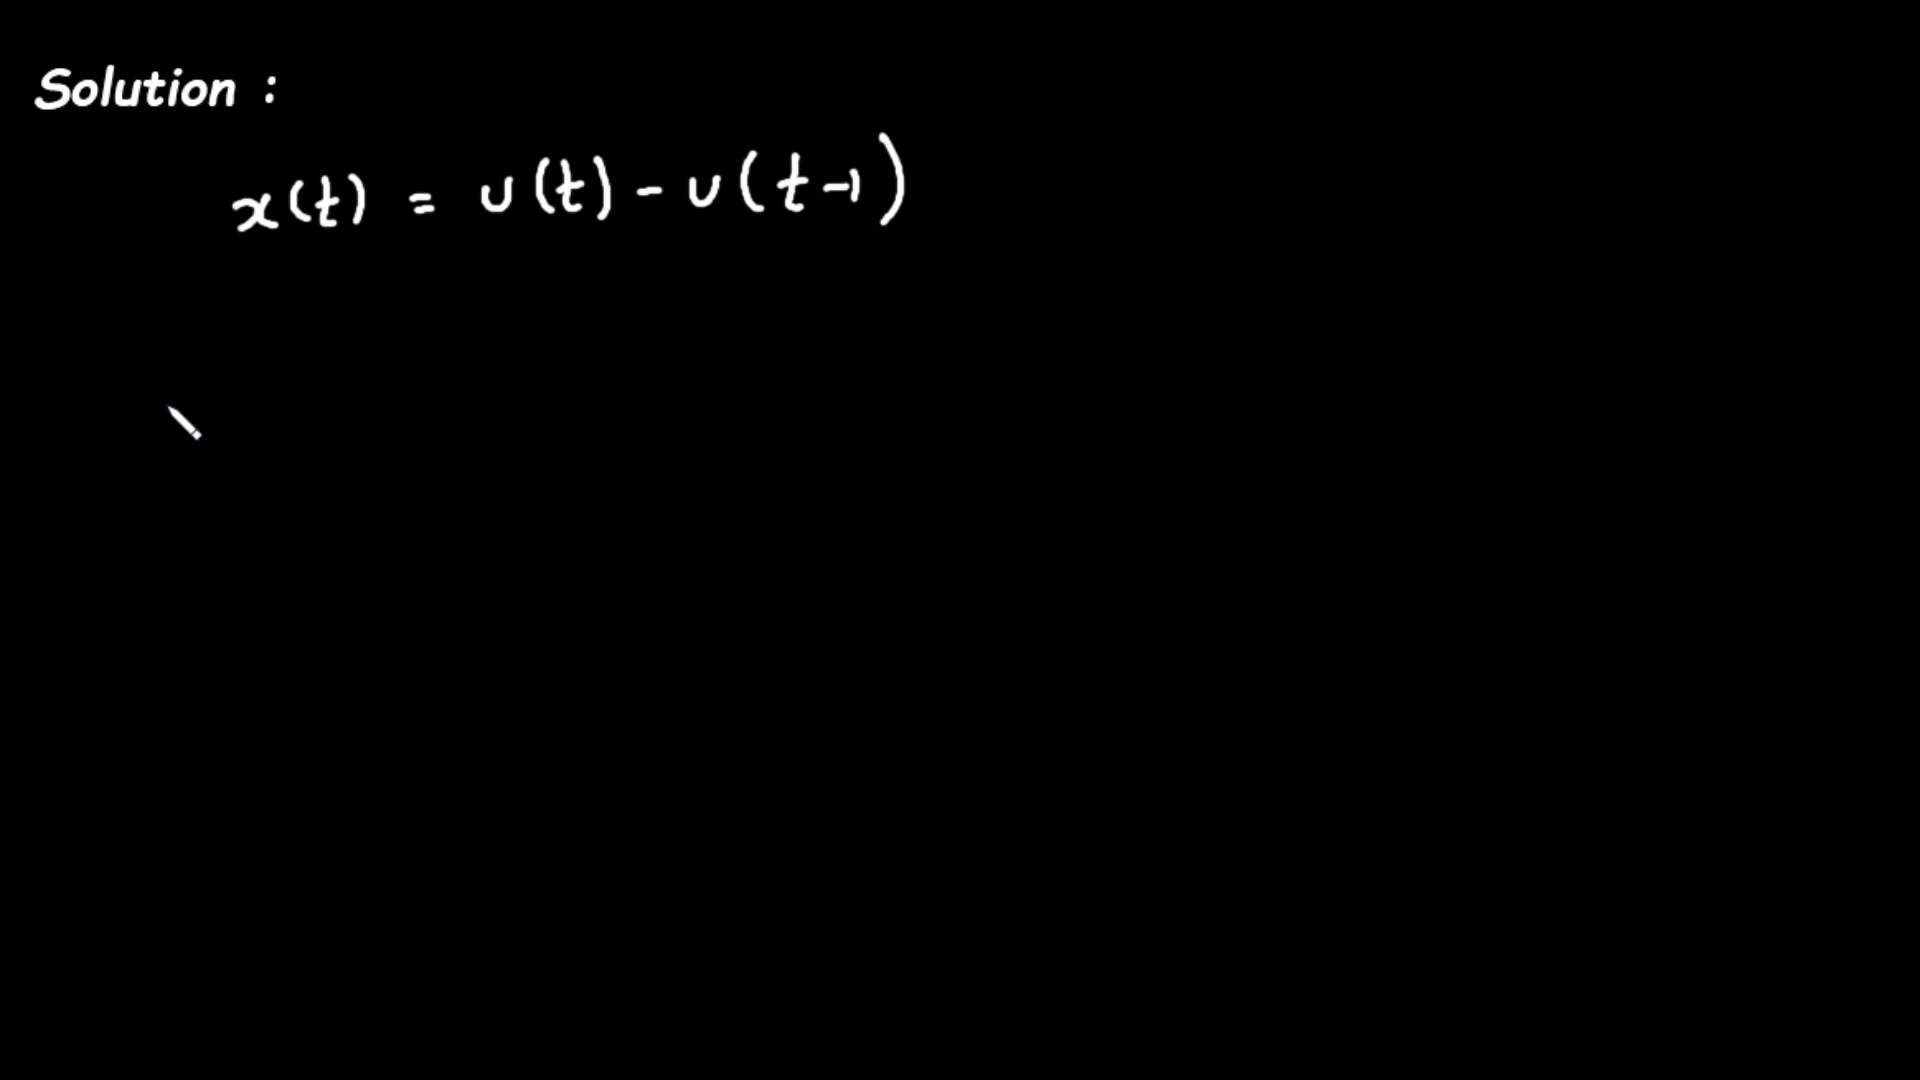 Solution :
x(t) = u(t) - u(t-1)